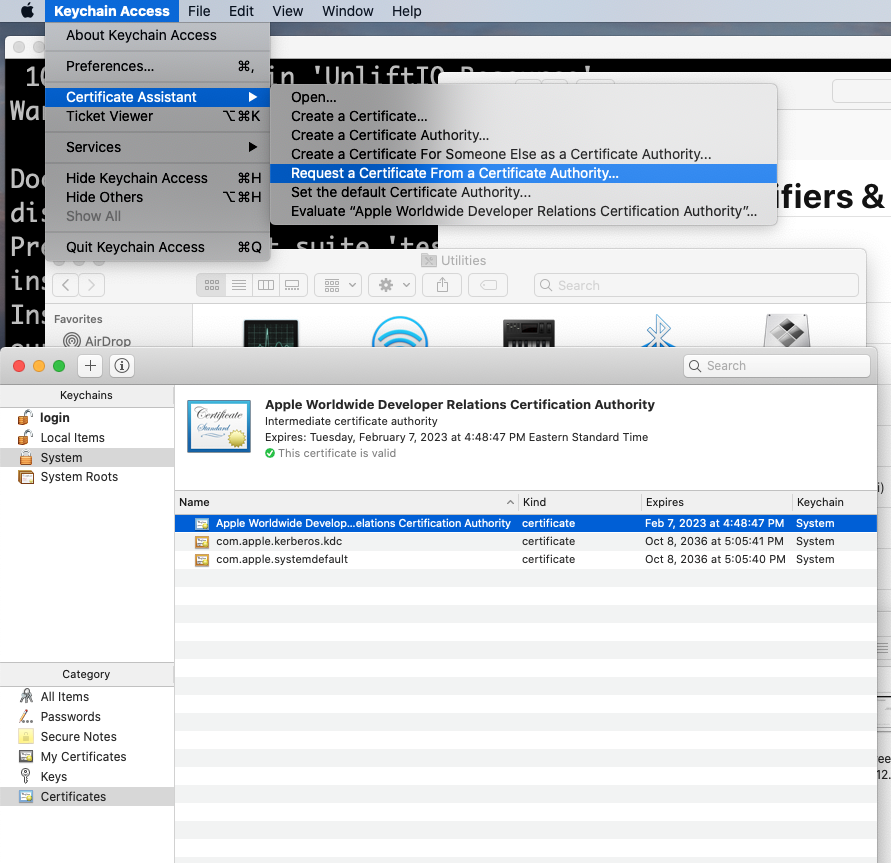 Keychain Access File Edit View Window Help
About Keychain Access
Preferences... ⌘,
Certificate Assistant ▶
Ticket Viewer ⌥⌘K
Services ▶
Hide Keychain Access ⌘H
Hide Others ⌥⌘H
Show All
Quit Keychain Access ⌘Q
Open...
Create a Certificate...
Create a Certificate Authority...
Create a Certificate For Someone Else as a Certificate Authority...
Request a Certificate From a Certificate Authority...
Set the default Certificate Authority...
Evaluate “Apple Worldwide Developer Relations Certification Authority”...
in 'UnliftIO
War
Doc
dis
Pre t suite 'tes
ins
Ins
ifiers &
Utilities
Search
Favorites
AirDrop
Search
Keychains
login
Local Items
System
System Roots
Apple Worldwide Developer Relations Certification Authority
Intermediate certificate authority
Expires: Tuesday, February 7, 2023 at 4:48:47 PM Eastern Standard Time
This certificate is valid
Name Kind Expires Keychain
Apple Worldwide Develop...elations Certification Authority certificate Feb 7, 2023 at 4:48:47 PM System
com.apple.kerberos.kdc certificate Oct 8, 2036 at 5:05:41 PM System
com.apple.systemdefault certificate Oct 8, 2036 at 5:05:40 PM System
Category
All Items
Passwords
Secure Notes
My Certificates
Keys
Certificates
i)
ee
12.